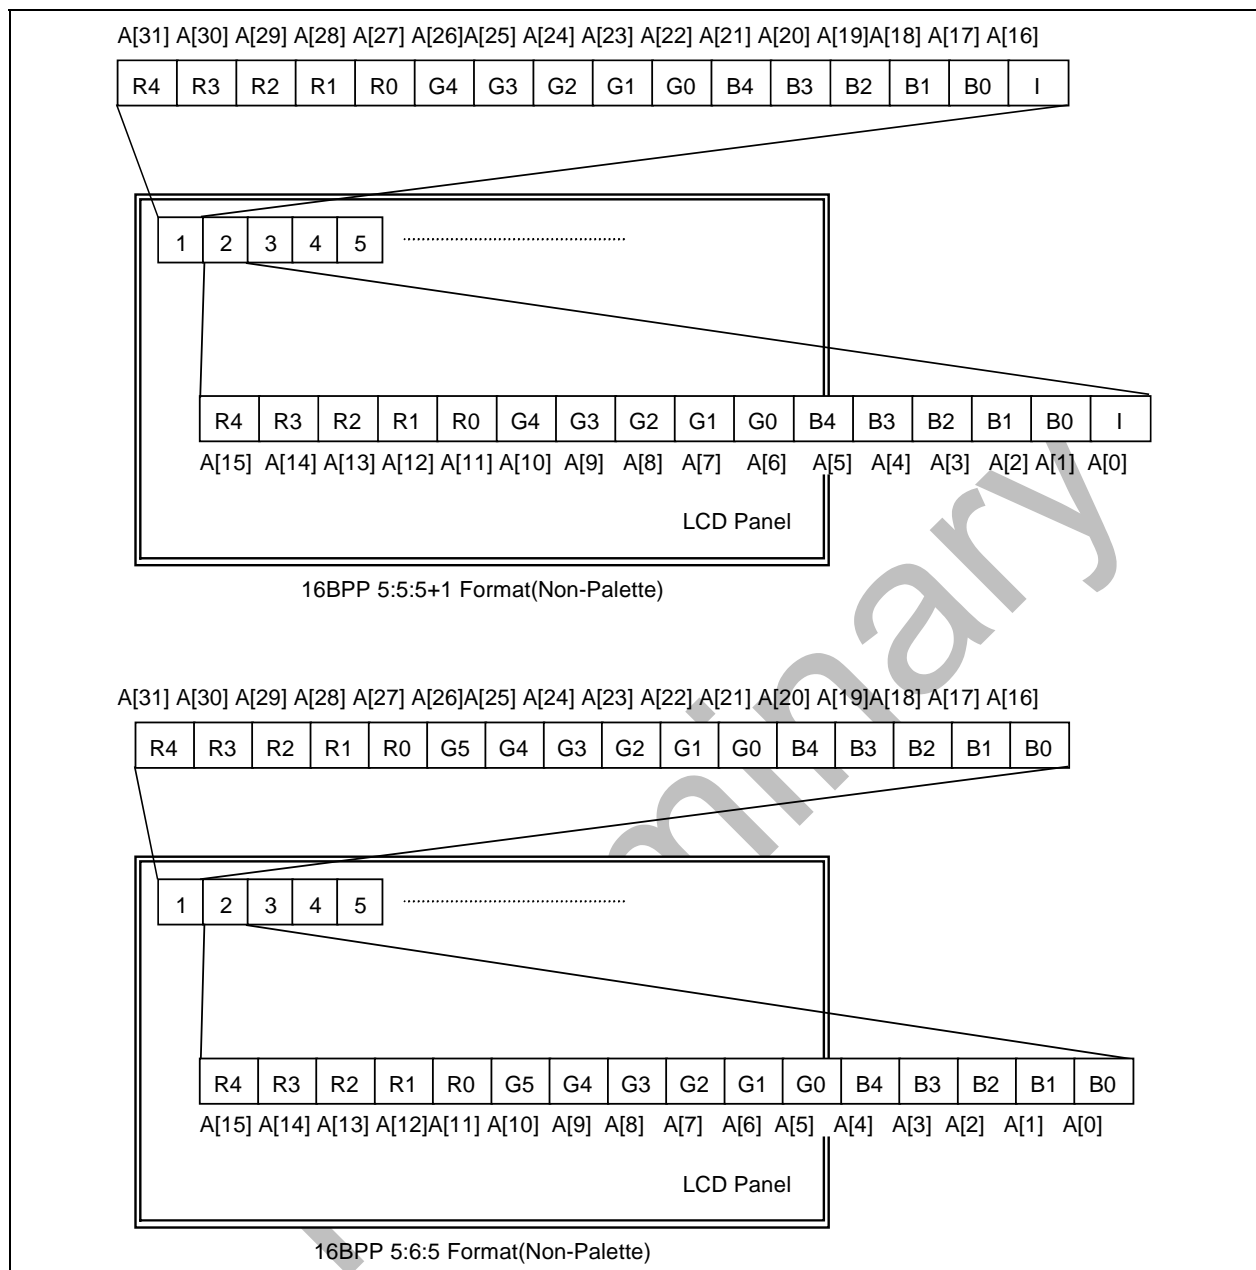 A[31] A[30] A[29] A[28] A[27] A[26]A[25] A[24] A[23] A[22] A[21] A[20] A[19]A[18] A[17] A[16]
R4 R3 R2 R1 R0 G4 G3 G2 G1 G0 B4 B3 B2 B1 B0 I
1 2 3 4 5
R4 R3 R2 R1 R0 G4 G3 G2 G1 G0 B4 B3 B2 B1 B0 I
A[15] A[14] A[13] A[12] A[11] A[10] A[9] A[8] A[7] A[6] A[5] A[4] A[3] A[2] A[1] A[0]
LCD Panel
16BPP 5:5:5+1 Format(Non-Palette)
A[31] A[30] A[29] A[28] A[27] A[26]A[25] A[24] A[23] A[22] A[21] A[20] A[19]A[18] A[17] A[16]
R4 R3 R2 R1 R0 G5 G4 G3 G2 G1 G0 B4 B3 B2 B1 B0
1 2 3 4 5
R4 R3 R2 R1 R0 G5 G4 G3 G2 G1 G0 B4 B3 B2 B1 B0
A[15] A[14] A[13] A[12]A[11] A[10] A[9] A[8] A[7] A[6] A[5] A[4] A[3] A[2] A[1] A[0]
LCD Panel
16BPP 5:6:5 Format(Non-Palette)